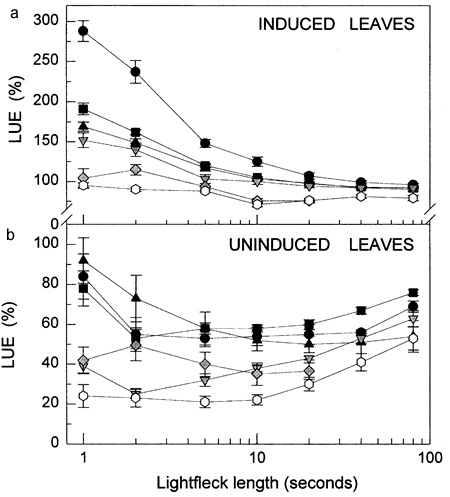 a
INDUCED LEAVES
300
250
200
150
100
0
LUE (%)
b
UNINDUCED LEAVES
100
80
60
40
20
0
LUE (%)
1
10
100
Lightfleck length (seconds)